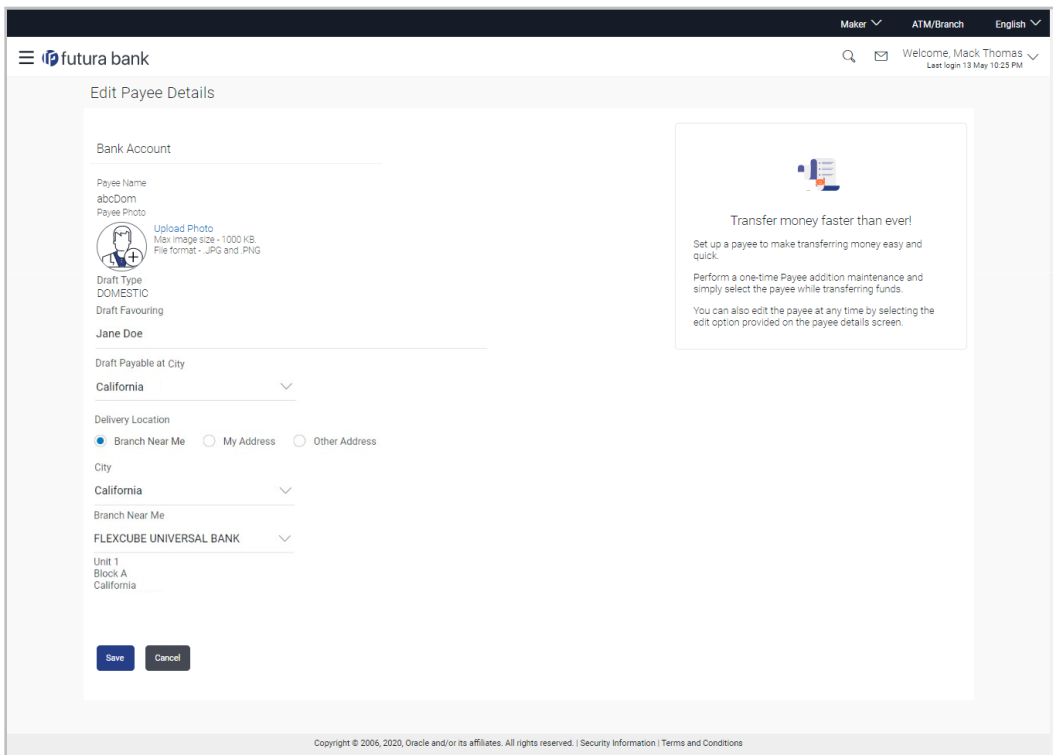 Maker ATM/Branch English
futura bank
Welcome, Mack Thomas
Last login 13 May 10:25 PM
Edit Payee Details
Bank Account
Payee Name
abcDom
Payee Photo
Upload Photo
Max image size - 1000 KB.
File format - .JPG and .PNG
Draft Type
DOMESTIC
Draft Favouring
Jane Doe
Draft Payable at City
California
Delivery Location
Branch Near Me My Address Other Address
City
California
Branch Near Me
FLEXCUBE UNIVERSAL BANK
Unit 1
Block A
California
Save Cancel
Transfer money faster than ever!
Set up a payee to make transferring money easy and
quick.
Perform a one-time Payee addition maintenance and
simply select the payee while transferring funds.
You can also edit the payee at any time by selecting the
edit option provided on the payee details screen.
Copyright © 2006, 2020, Oracle and/or its affiliates. All rights reserved. | Security Information | Terms and Conditions